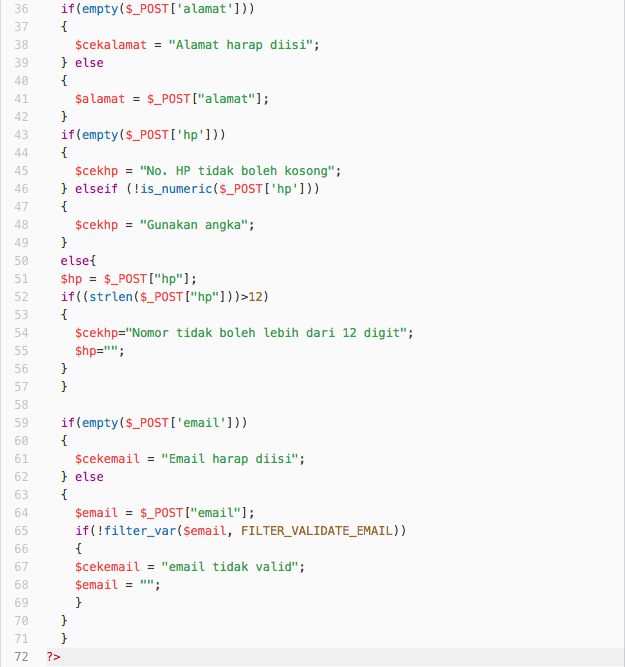 36 if(empty($_POST['alamat']))
37 {
38 $cekalamat = "Alamat harap diisi";
39 } else
40 {
41 $alamat = $_POST["alamat"];
42 }
43 if(empty($_POST['hp']))
44 {
45 $cekhp = "No. HP tidak boleh kosong";
46 } elseif (!is_numeric($_POST['hp']))
47 {
48 $cekhp = "Gunakan angka";
49 }
50 else{
51 $hp = $_POST["hp"];
52 if((strlen($_POST["hp"]))>12)
53 {
54 $cekhp="Nomor tidak boleh lebih dari 12 digit";
55 $hp="";
56 }
57 }
58
59 if(empty($_POST['email']))
60 {
61 $cekemail = "Email harap diisi";
62 } else
63 {
64 $email = $_POST["email"];
65 if(!filter_var($email, FILTER_VALIDATE_EMAIL))
66 {
67 $cekemail = "email tidak valid";
68 $email = "";
69 }
70 }
71 }
72 ?>